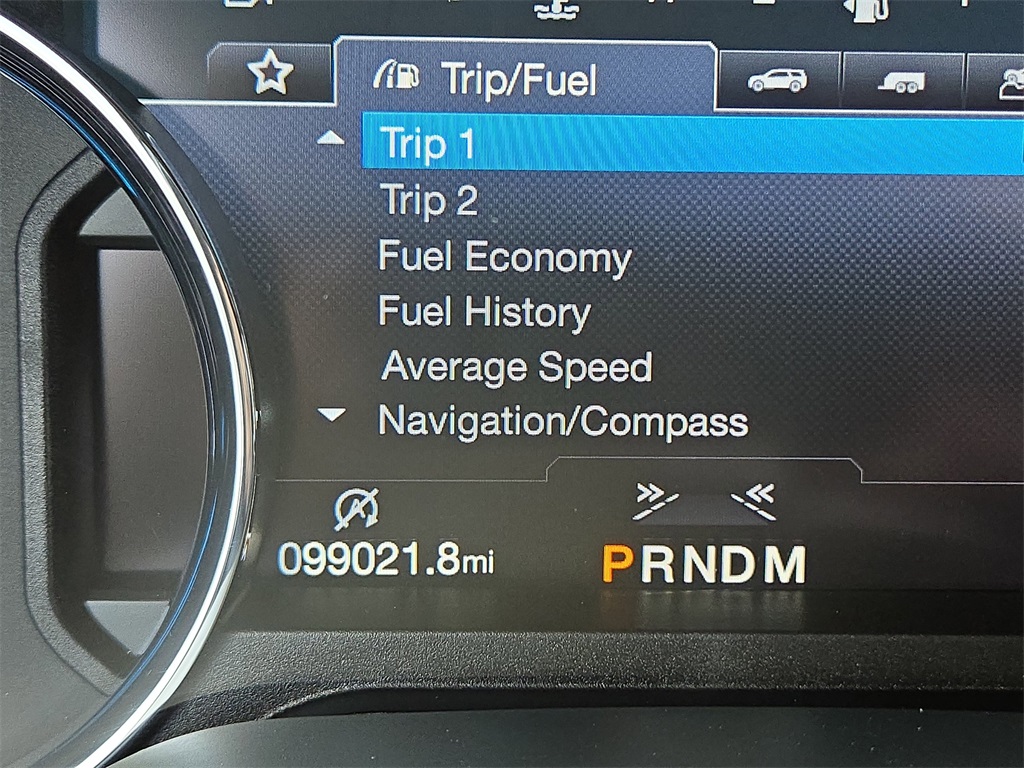 Trip/Fuel
Trip 1
Trip 2
Fuel Economy
Fuel History
Average Speed
Navigation/Compass
A
099021.8mi
PRNDM